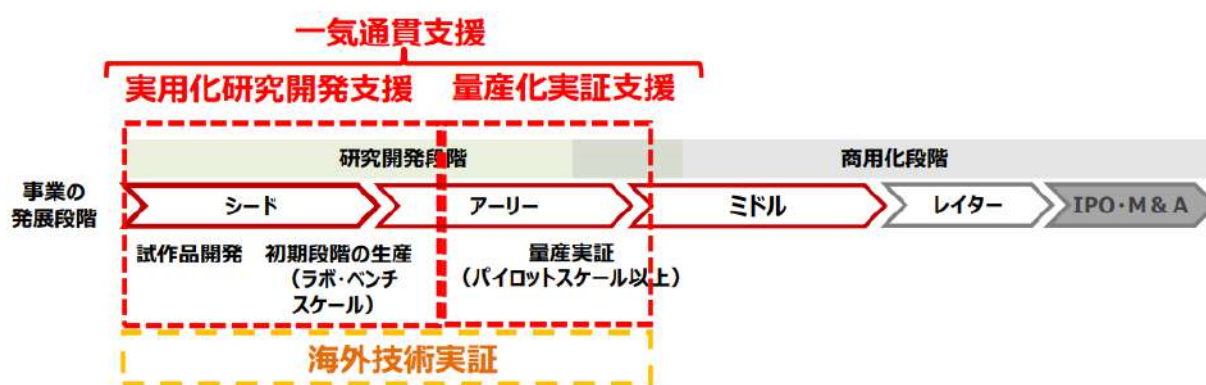 一気通貫支援
実用化研究開発支援
量産化実証支援
研究開発段階
商用化段階
事業の
発展段階
シード
アーリー
ミドル
レイター
IPO・M & A
試作品開発
初期段階の生産
(ラボ・ベンチ
スケール)
量産実証
(パイロットスケール以上)
海外技術実証